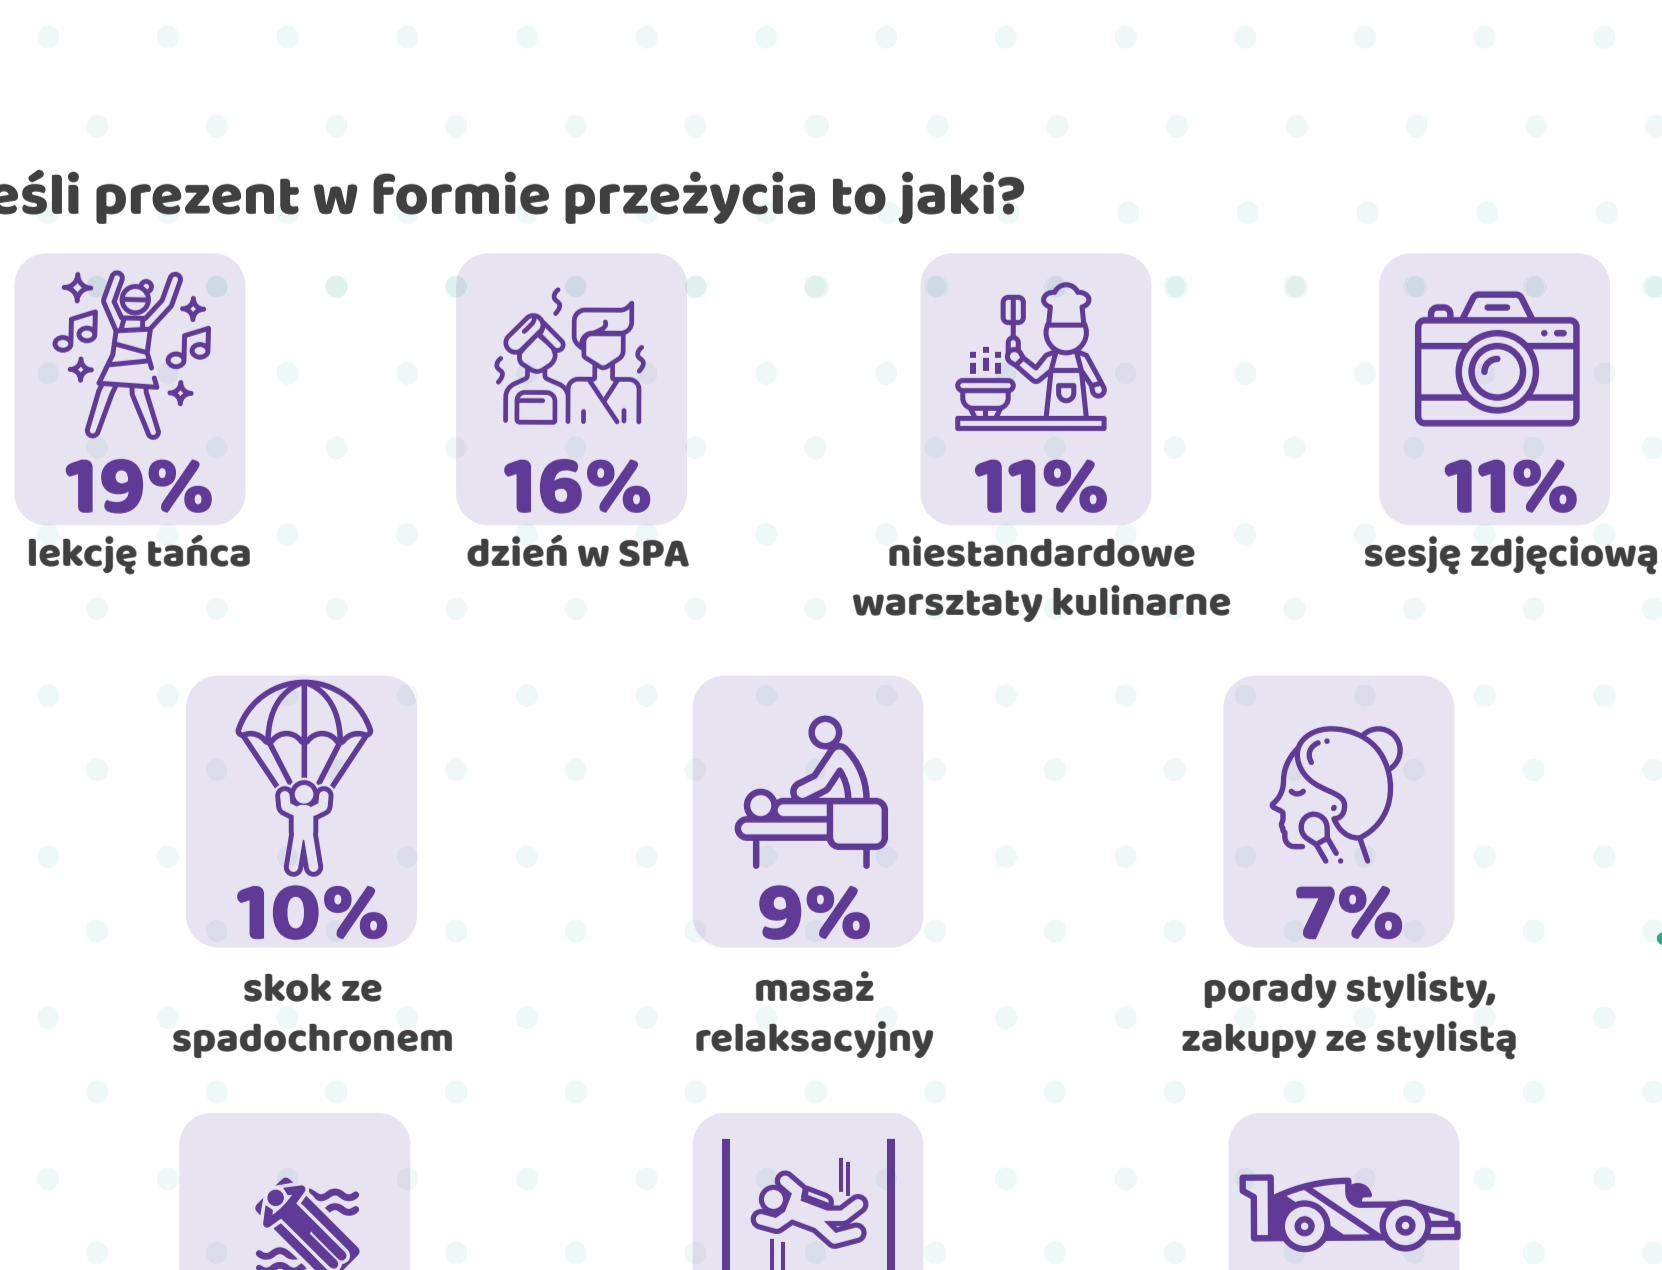 eśli prezent w formie przeżycia to jaki?
19%
lekcję tańca
16%
dzień w SPA
11%
niestandardowe
warsztaty kulinarne
11%
sesję zdjęciową
10%
skok ze
spadochronem
9%
masaż
relaksacyjny
7%
porady stylisty,
zakupy ze stylistą